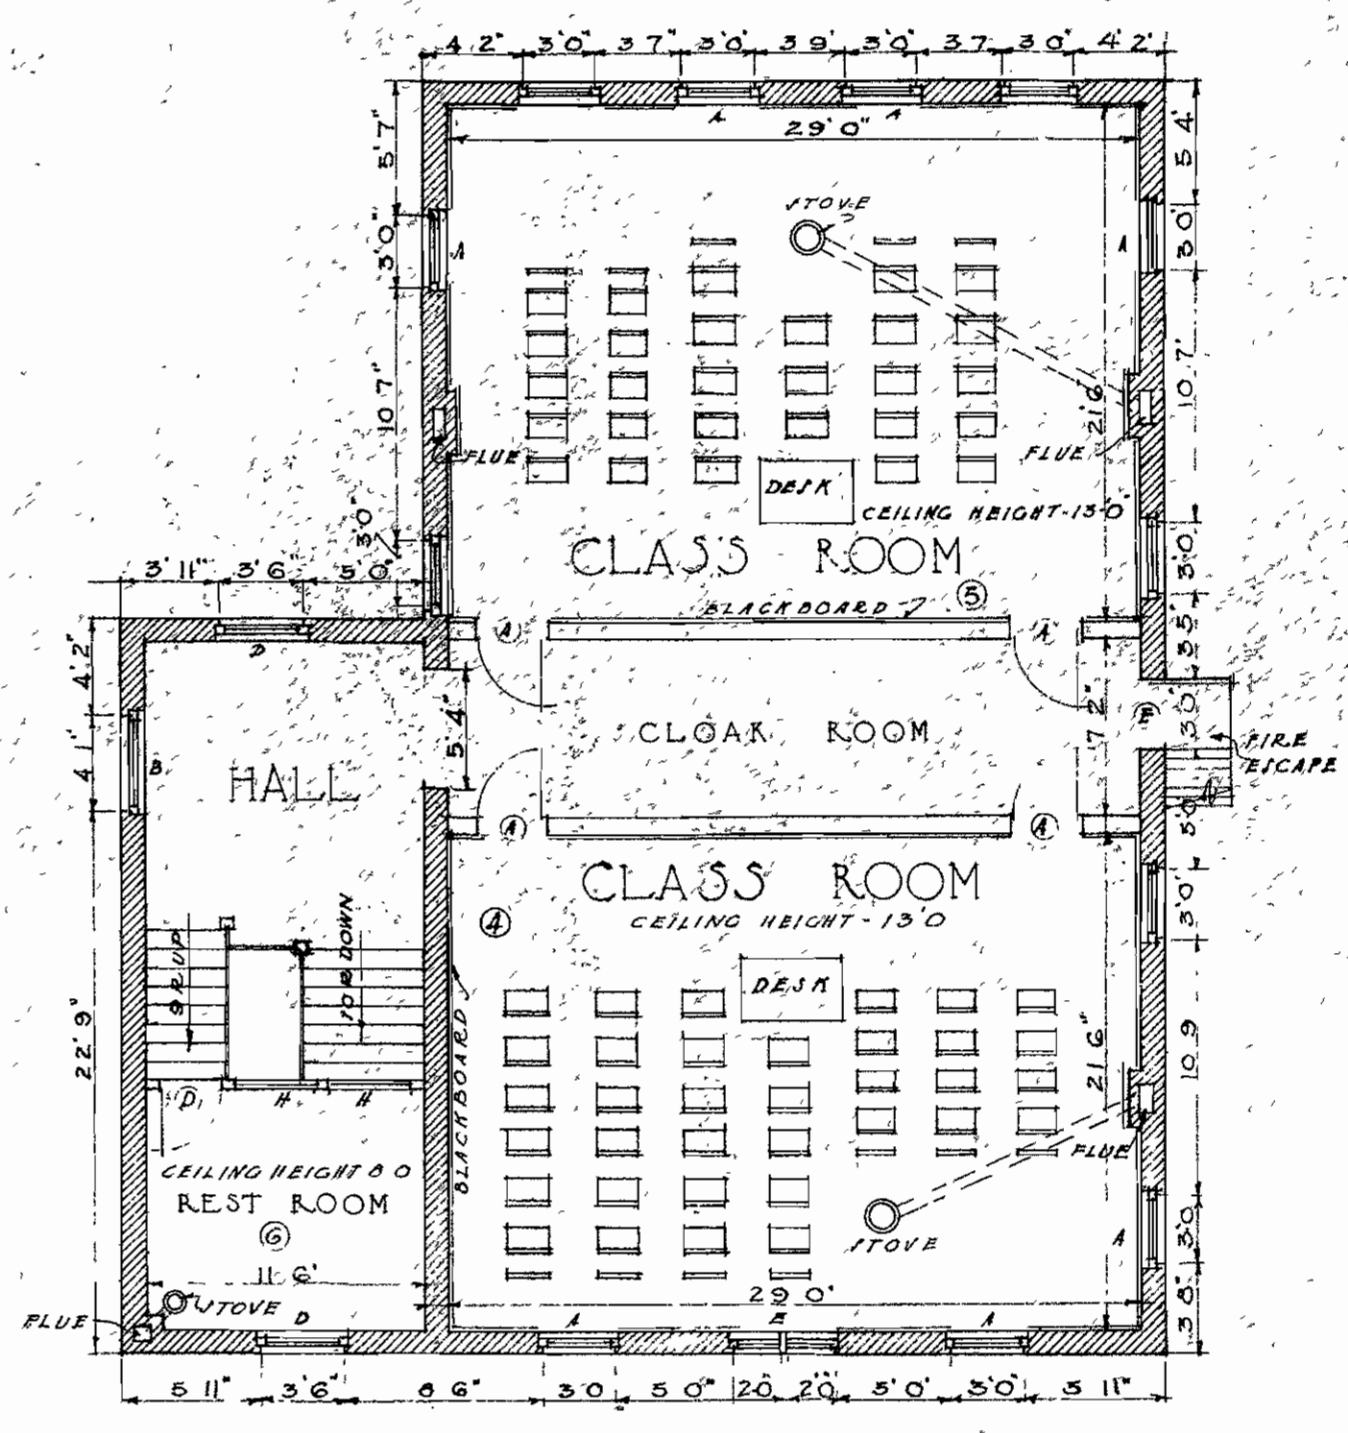 4 2" 3'0" 3 7" 3'0' 3 9' 3'0" 3 7 3 0" 4' 2'
5' 7"
29' 0"
A A
5' 4'
STOVE
3'0"
A
A
3'0'
10 7"
21'6"
10 7'
FLUE
FLUE
DESK
CEILING HEIGHT-13'0"
3'0"
CLASS ROOM
3'0'
3' 11" 3' 6" 5' 0"
BLACKBOARD
5
A A
3'5"
D
4' 2"
5' 4"
CLOAK ROOM
7 2"
E
3'0"
FIRE
ESCAPE
4 1"
B
HALL
5'0"
A A
CLASS ROOM
CEILING HEIGHT - 13'0
4
3'0'
9 R UP
10 R DOWN
DESK
22' 9"
BLACKBOARD
21 6"
10 9
D H H
FLUE
CEILING HEIGHT 8 0
REST ROOM
6
STOVE
A
3'0
11 6'
STOVE
29 0'
FLUE
D A E A
3 8"
5 11" 3' 6" 8 6" 3 0 5 0" 2 0' 2'0' 5' 0' 3'0" 3 11"